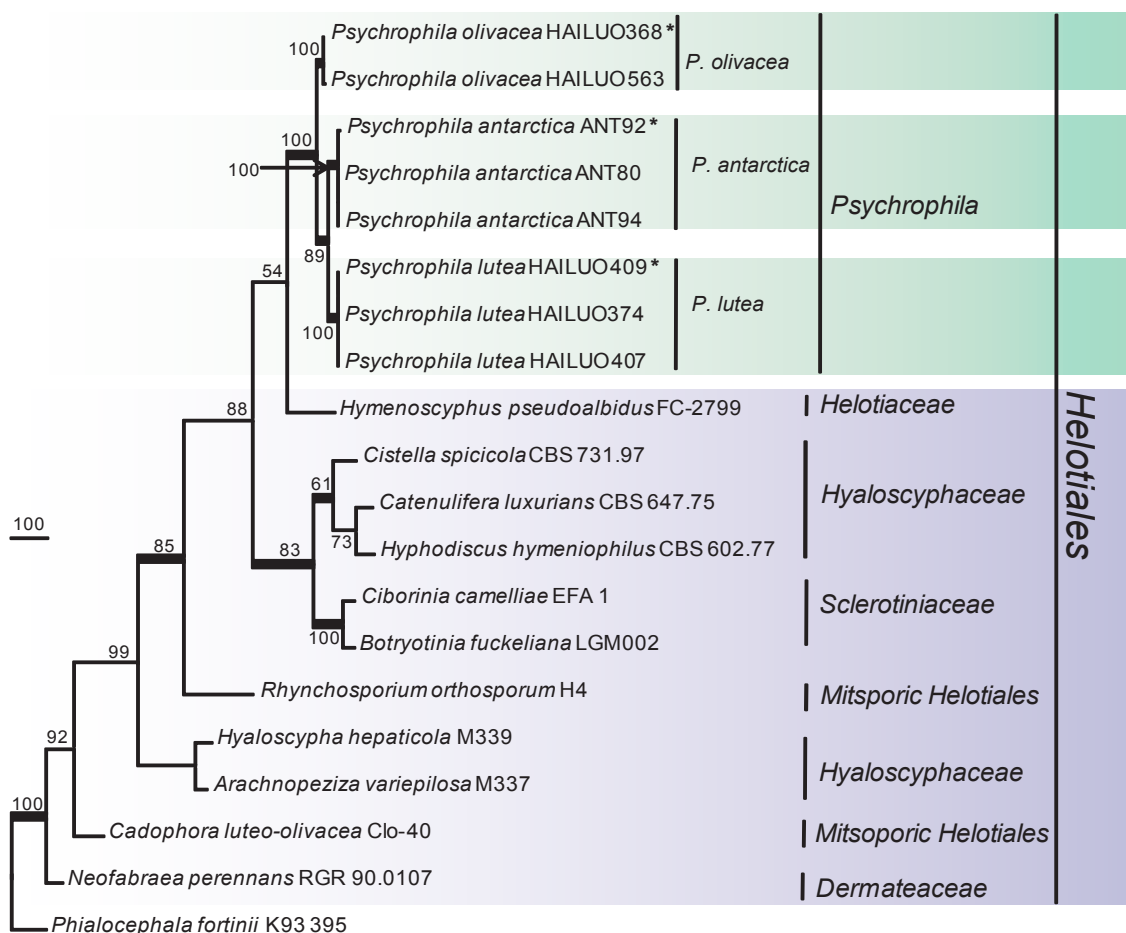 Psychrophila olivacea HAILUO368 *
100
P. olivacea
Psychrophila olivacea HAILUO 563
Psychrophila antarctica ANT92 *
100
P. antarctica
100
Psychrophila antarctica ANT80
Psychrophila
Psychrophila antarctica ANT94
89
Psychrophila lutea HAILUO 409 *
54
P. lutea
Psychrophila lutea HAILUO374
100
Psychrophila lutea HAILUO407
Hymenoscyphus pseudoalbidus FC-2799
Helotiaceae
88
Helotiales
Cistella spicicola CBS 731.97
61
Catenulifera luxurians CBS 647.75
Hyaloscyphaceae
100
73
Hyphodiscus hymeniophilus CBS 602.77
85
83
Ciborinia camelliae EFA 1
Sclerotiniaceae
100
Botryotinia fuckeliana LGM002
99
Rhynchosporium orthosporum H4
Mitsporic Helotiales
92
Hyaloscypha hepaticola M339
Hyaloscyphaceae
Arachnopeziza variepilosa M337
100
Cadophora luteo-olivacea Clo-40
Mitsoporic Helotiales
Neofabraea perennans RGR 90.0107
Dermateaceae
Phialocephala fortinii K93 395